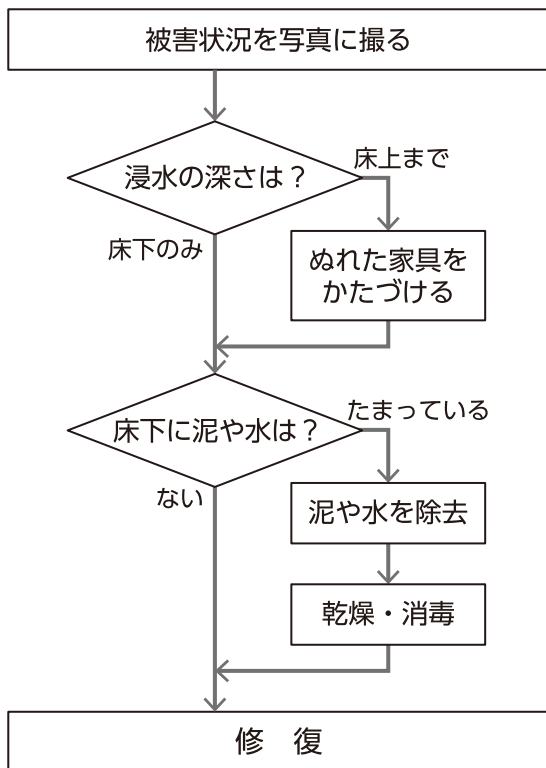 被害状況を写真に撮る
浸水の深さは？
床上まで
床下のみ
ぬれた家具を
かたづける
床下に泥や水は？
たまっている
ない
泥や水を除去
乾燥・消毒
修　復